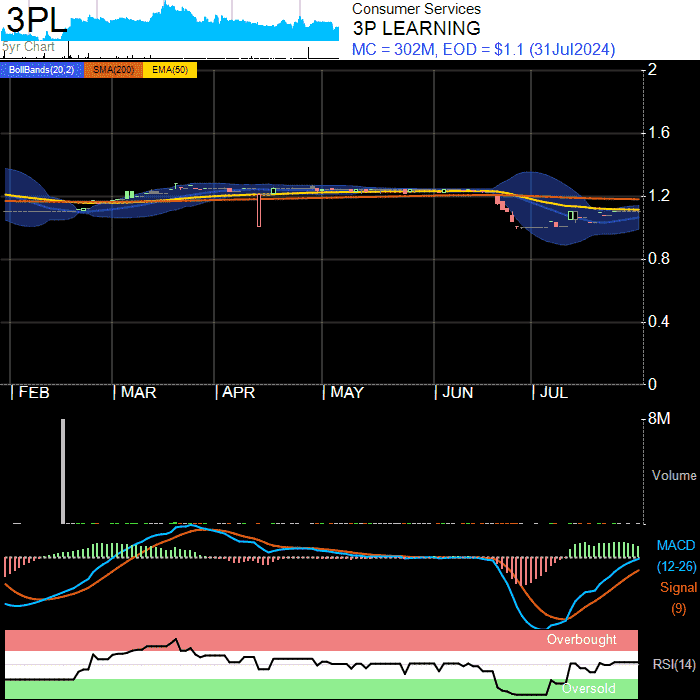 3PL
5yr Chart
Consumer Services
3P LEARNING
MC = 302M, EOD = $1.1 (31Jul2024)
BollBands(20,2) SMA(200) EMA(50)
2
1.6
1.2
0.8
0.4
0
FEB MAR APR MAY JUN JUL
8M
Volume
MACD
(12-26)
Signal
(9)
Overbought
RSI(14)
Oversold